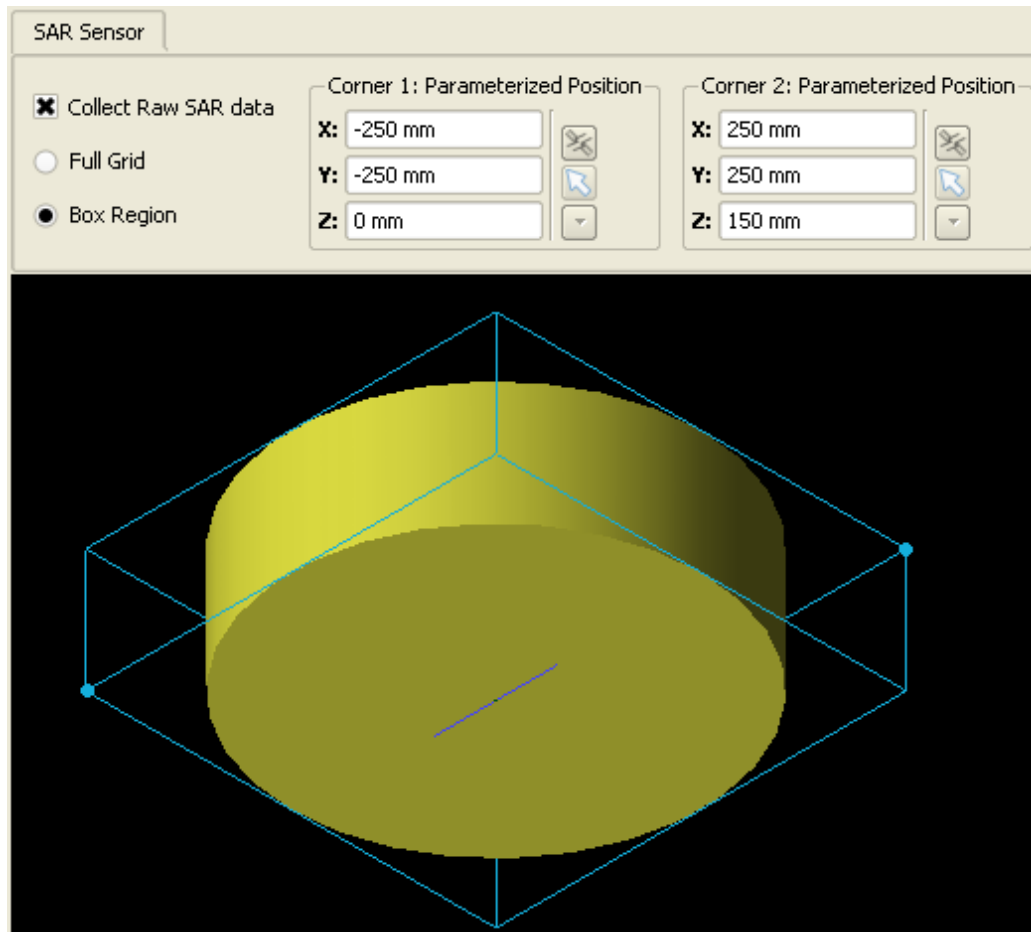 SAR Sensor
Collect Raw SAR data
Full Grid
Box Region
Corner 1: Parameterized Position
X: -250 mm
Y: -250 mm
Z: 0 mm
Corner 2: Parameterized Position
X: 250 mm
Y: 250 mm
Z: 150 mm